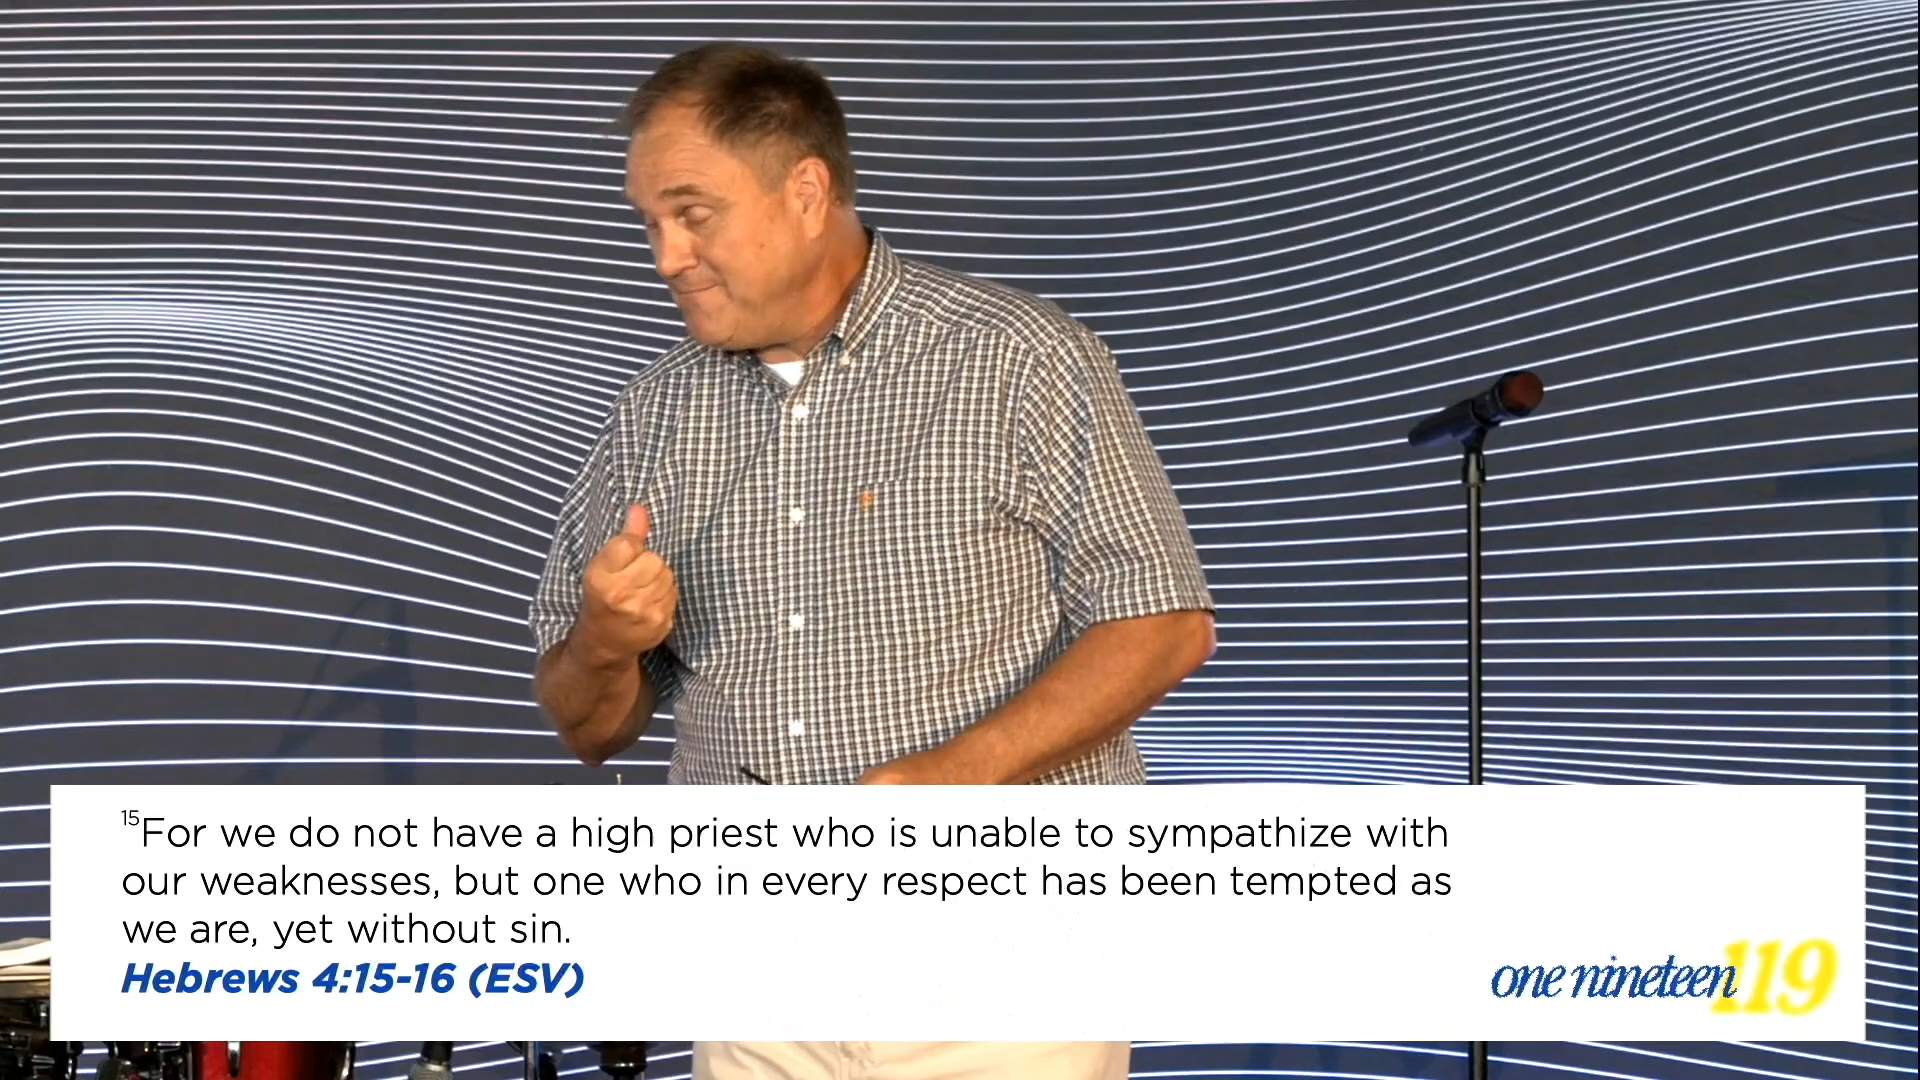 15For we do not have a high priest who is unable to sympathize with
our weaknesses, but one who in every respect has been tempted as
we are, yet without sin.
Hebrews 4:15-16 (ESV)
one nineteen 119